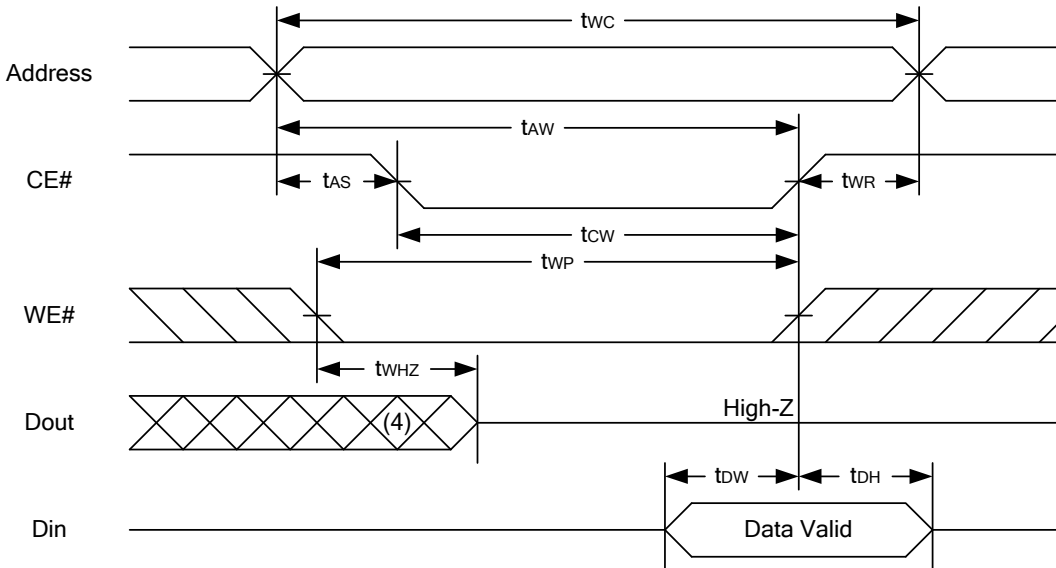 tWC
Address
tAW
CE#
tAS
tWR
tCW
tWP
WE#
tWHZ
Dout
(4)
High-Z
tDW
tDH
Din
Data Valid